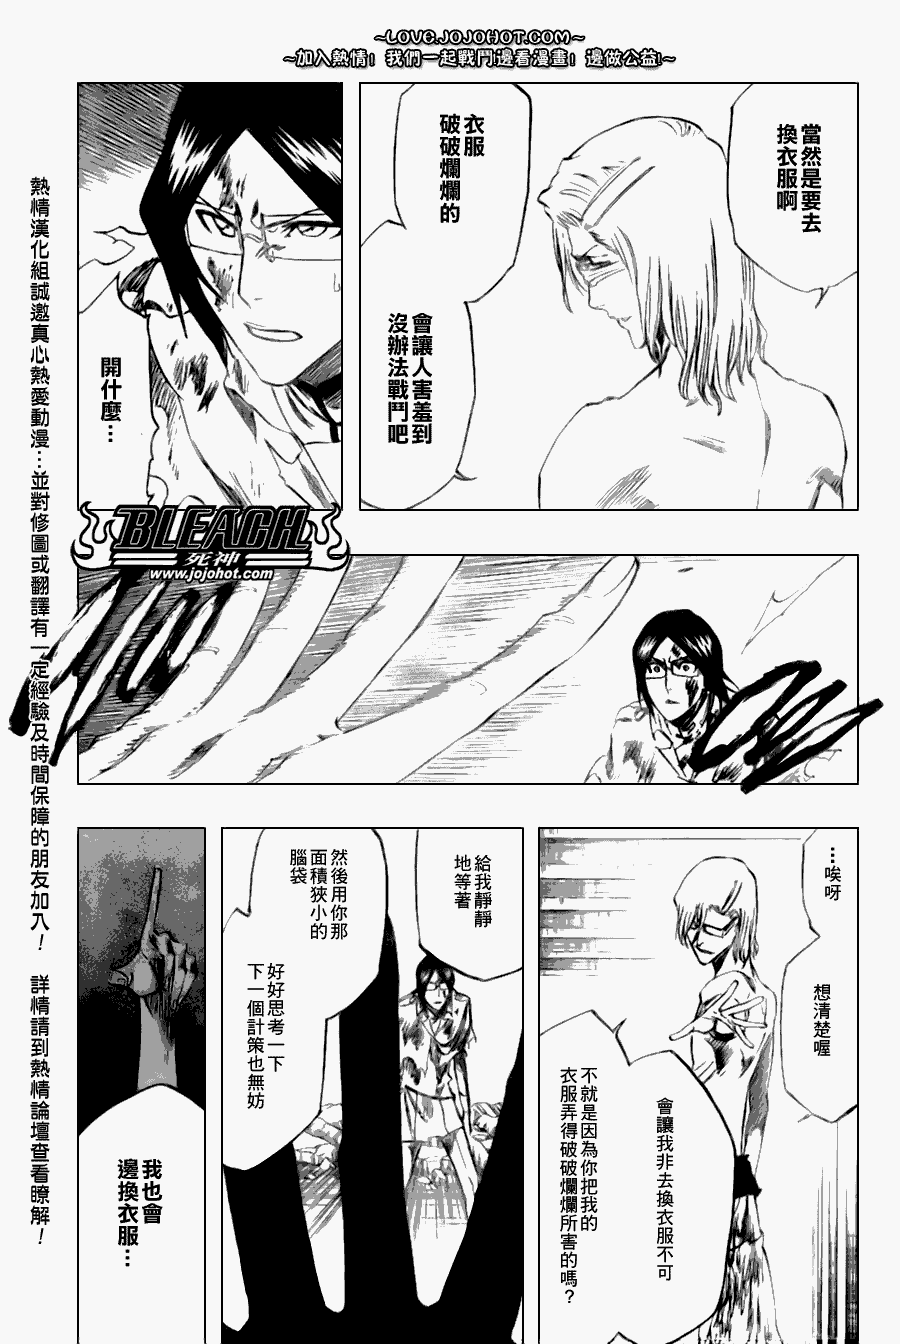 ~LOVE.JOJOHOT.COM~
~加入熱情！我們一起戰鬥!邊看漫畫！邊做公益!~
當然是要去
換衣服啊
衣服
破破爛爛的
會讓人害羞到
沒辦法戰鬥吧
開什麼…
BLEACH
死神
www.jojohot.com
…唉呀
想清楚喔
會讓我非去換衣服不可
不就是因為你把我的
衣服弄得破破爛爛所害的嗎？
給我靜靜
地等著
然後用你那
面積狹小的
腦袋
好好思考一下
下一個計策也無妨
我也會
邊換衣服…
熱情漢化組誠邀真心熱愛動漫…並對修圖或翻譯有一定經驗及時間保障的朋友加入！ 詳情請到熱情論壇查看瞭解！